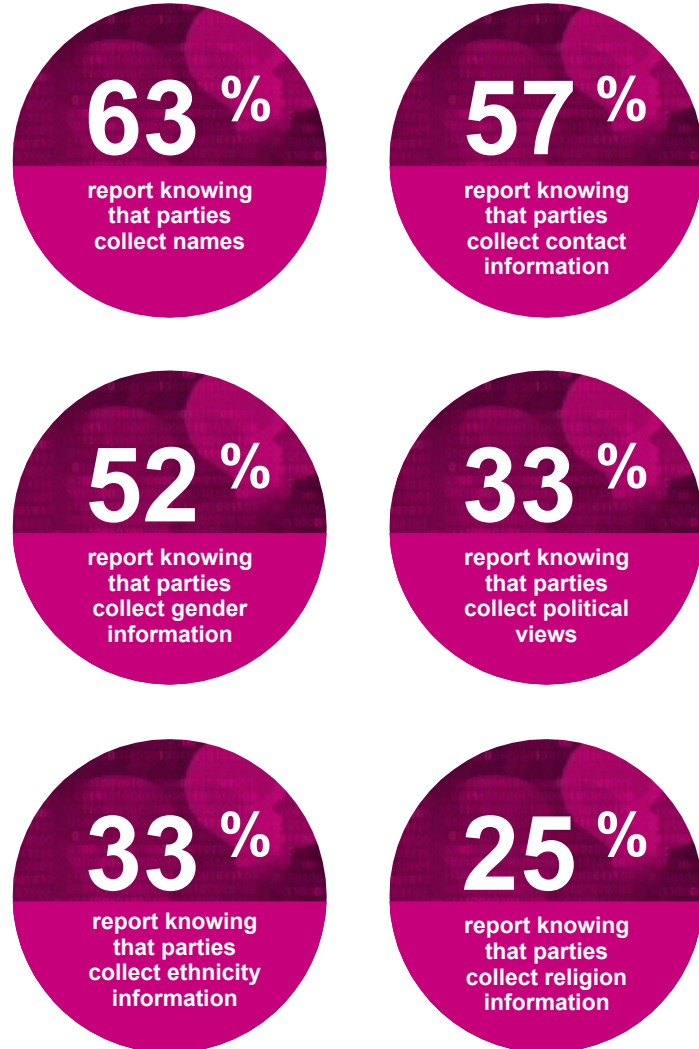 63 %
report knowing
that parties
collect names
57 %
report knowing
that parties
collect contact
information
52 %
report knowing
that parties
collect gender
information
33 %
report knowing
that parties
collect political
views
33 %
report knowing
that parties
collect ethnicity
information
25 %
report knowing
that parties
collect religion
information